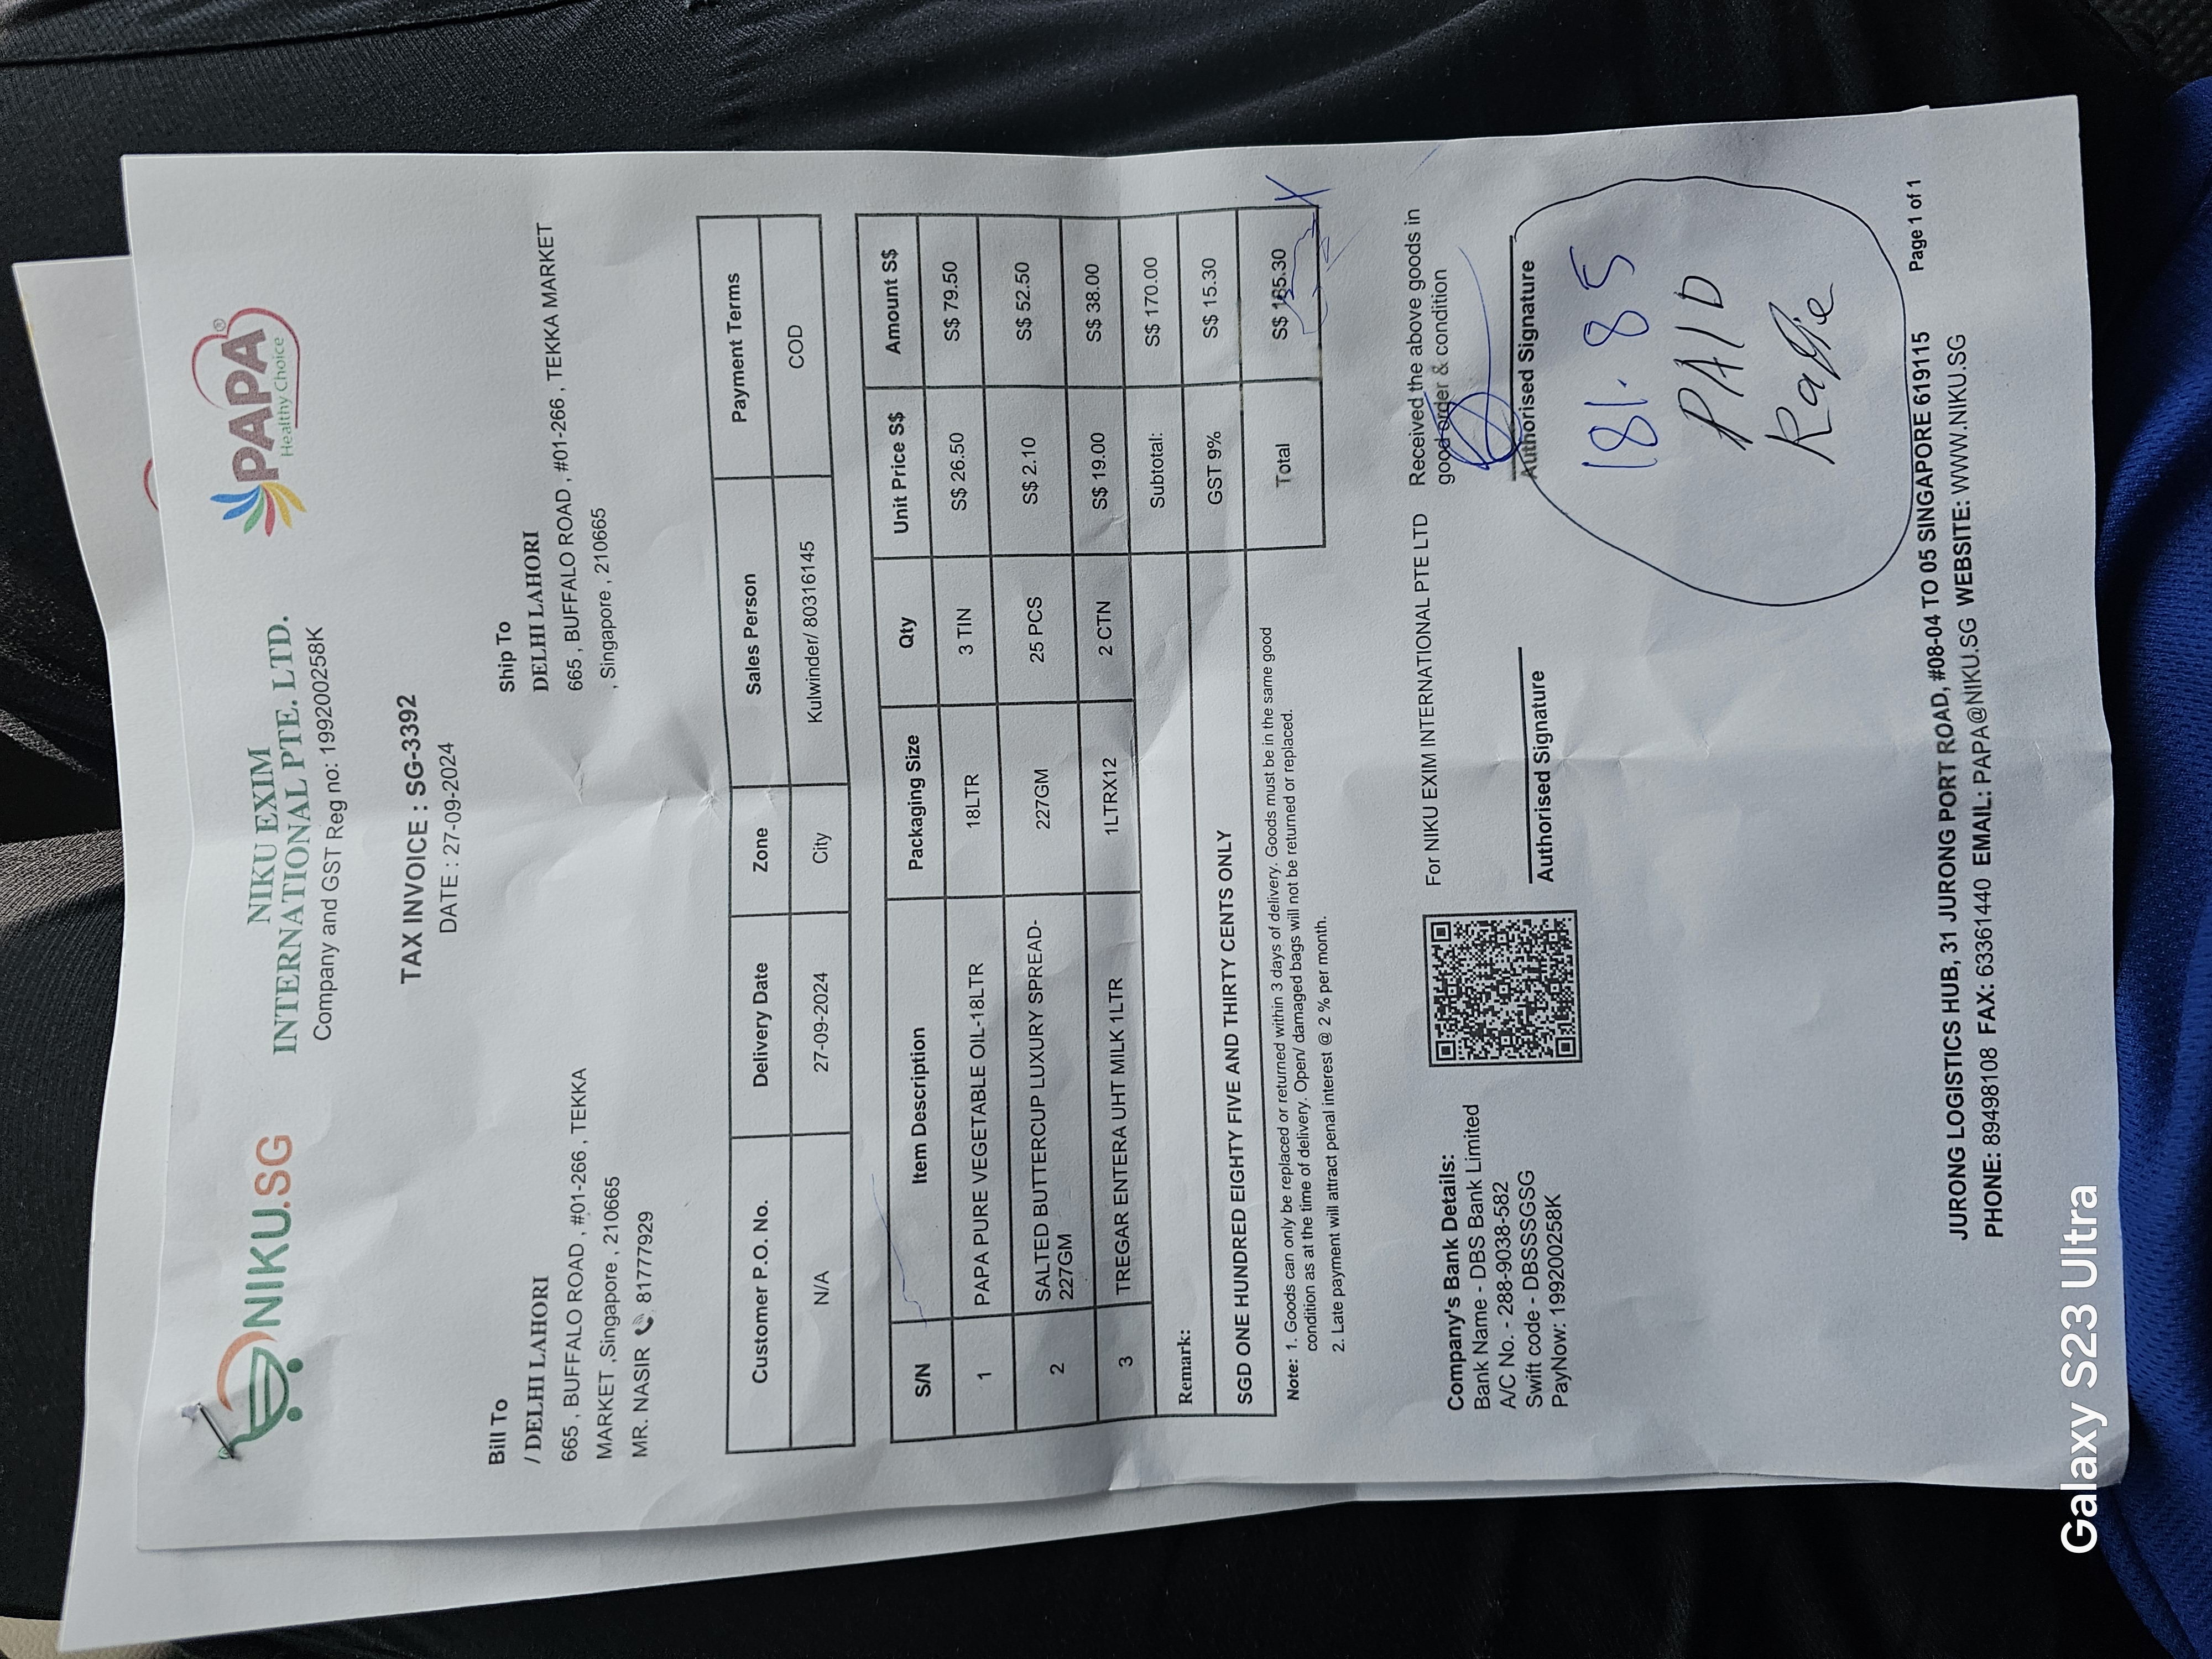 NIKU.SG
NIKU EXIM
INTERNATIONAL PTE. LTD.
Company and GST Reg no: 199200258K
PAPA®
Healthy Choice
TAX INVOICE : SG-3392
DATE : 27-09-2024
Bill To
/ DELHI LAHORI
665 , BUFFALO ROAD , #01-266 , TEKKA
MARKET ,Singapore , 210665
MR. NASIR 81777929
Ship To
DELHI LAHORI
665 , BUFFALO ROAD , #01-266 , TEKKA MARKET
, Singapore , 210665
Customer P.O. No. Delivery Date Zone Sales Person Payment Terms
N/A 27-09-2024 City Kulwinder/ 80316145 COD
S/N Item Description Packaging Size Qty Unit Price S$ Amount S$
1 PAPA PURE VEGETABLE OIL-18LTR 18LTR 3 TIN S$ 26.50 S$ 79.50
2 SALTED BUTTERCUP LUXURY SPREAD- 227GM 25 PCS S$ 2.10 S$ 52.50
227GM
3 TREGAR ENTERA UHT MILK 1LTR 1LTRX12 2 CTN S$ 19.00 S$ 38.00
Remark: Subtotal: S$ 170.00
GST 9% S$ 15.30
SGD ONE HUNDRED EIGHTY FIVE AND THIRTY CENTS ONLY Total S$ 185.30
Note: 1. Goods can only be replaced or returned within 3 days of delivery. Goods must be in the same good
condition as at the time of delivery. Open/ damaged bags will not be returned or replaced.
2. Late payment will attract penal interest @ 2 % per month.
Company's Bank Details:
Bank Name - DBS Bank Limited
A/C No. - 288-9038-582
Swift code - DBSSSGSG
PayNow: 199200258K
For NIKU EXIM INTERNATIONAL PTE LTD
Authorised Signature
Received the above goods in
good order & condition
Authorised Signature
181.85
PAID
Raffie
Page 1 of 1
JURONG LOGISTICS HUB, 31 JURONG PORT ROAD, #08-04 TO 05 SINGAPORE 619115
PHONE: 89498108 FAX: 63361440 EMAIL: PAPA@NIKU.SG WEBSITE: WWW.NIKU.SG
Galaxy S23 Ultra